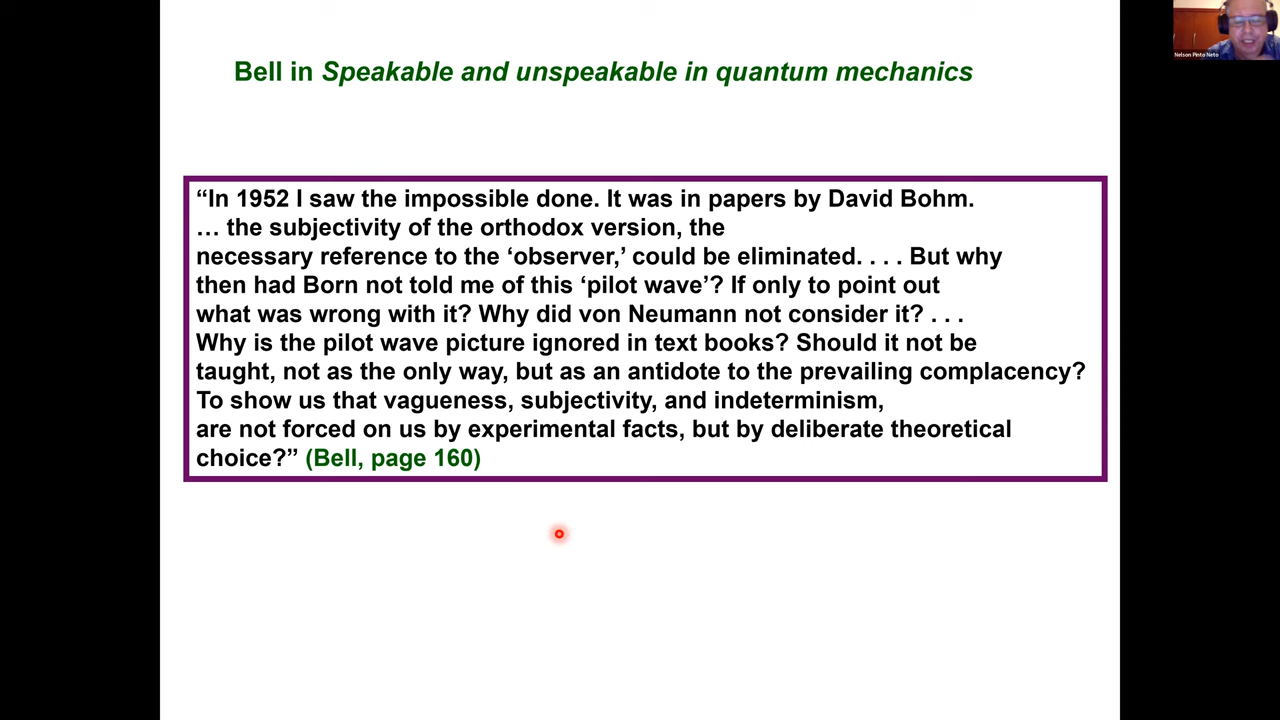 Bell in Speakable and unspeakable in quantum mechanics
“In 1952 I saw the impossible done. It was in papers by David Bohm.
… the subjectivity of the orthodox version, the
necessary reference to the ‘observer,’ could be eliminated. . . . But why
then had Born not told me of this ‘pilot wave’? If only to point out
what was wrong with it? Why did von Neumann not consider it? . . .
Why is the pilot wave picture ignored in text books? Should it not be
taught, not as the only way, but as an antidote to the prevailing complacency?
To show us that vagueness, subjectivity, and indeterminism,
are not forced on us by experimental facts, but by deliberate theoretical
choice?” (Bell, page 160)
Nelson Pinto Neto